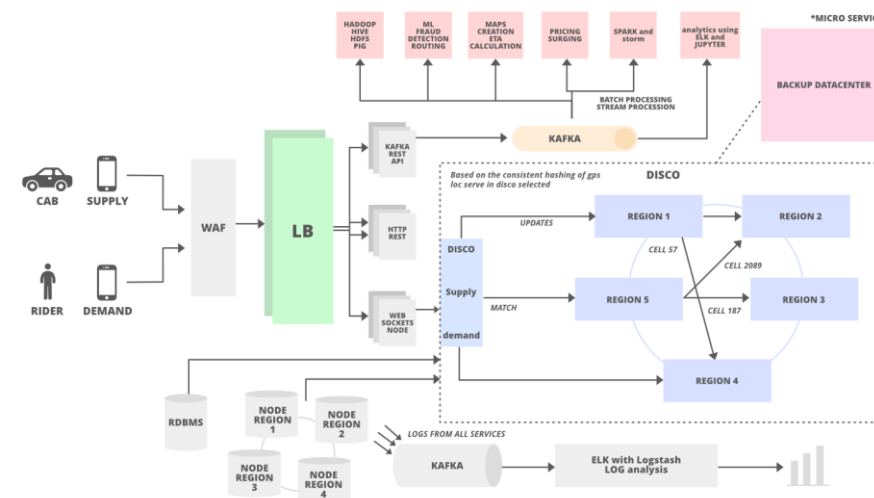 *MICRO SERVIC
HADOOP
HIVE
HDFS
PIG
ML
FRAUD
DETECTION
ROUTING
MAPS
CREATION
ETA
CALCULATION
PRICING
SURGING
SPARK and
storm
analytics using
ELK and
JUPYTER
BACKUP DATACENTER
BATCH PROCESSING
STREAM PROCESSION
KAFKA
KAFKA
REST
API
CAB
SUPPLY
WAF
LB
HTTP
REST
RIDER
DEMAND
WEB
SOCKETS
NODE
Based on the consistent hashing of gps
loc serve in disco selected
DISCO
DISCO
Supply
demand
UPDATES
MATCH
REGION 1
REGION 2
CELL 57
CELL 2089
REGION 5
REGION 3
CELL 187
REGION 4
RDBMS
NODE
REGION
1
NODE
REGION
2
NODE
REGION
3
NODE
REGION
4
LOGS FROM ALL SERVICES
KAFKA
ELK with Logstash
LOG analysis